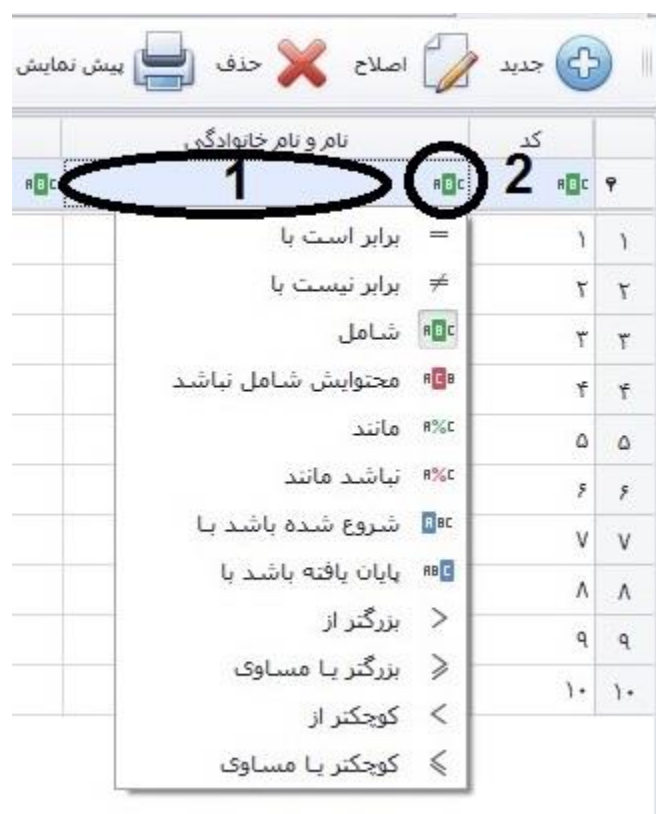 جدید اصلاح حذف پیش نمایش
کد نام و نام خانوادگی
2 1
برابر است با =
۱ ۱
برابر نیست با ≠
۲ ۲
شامل ABC
۳ ۳
محتوایش شامل نباشد
۴ ۴
مانند A%C
۵ ۵
نباشد مانند A%C
۶ ۶
شروع شده باشد با ABC
۷ ۷
پایان یافته باشد با ABC
۸ ۸
بزرگتر از
۹ ۹
بزرگتر یا مساوی
۱۰ ۱۰
کوچکتر از
کوچکتر یا مساوی